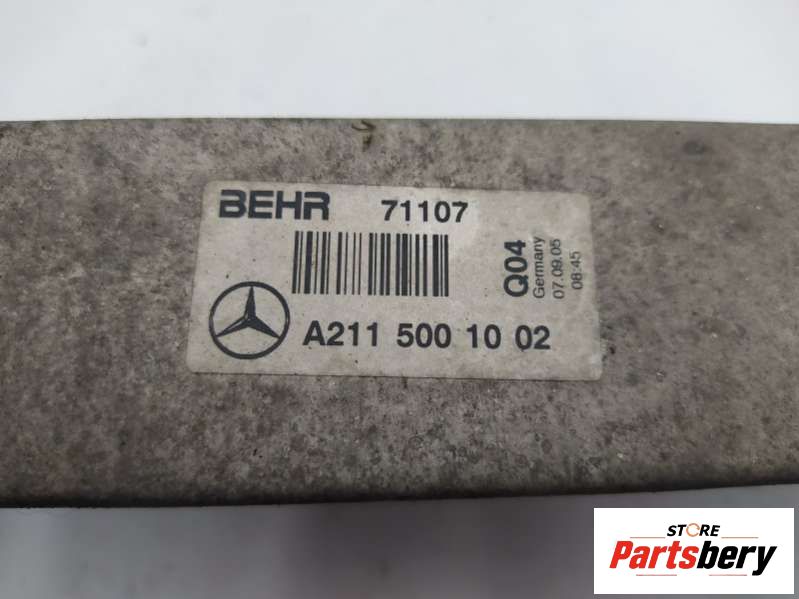 BEHR 71107
Q04
Germany
07.09.05
08:45
A211 500 10 02
STORE
Partsbery